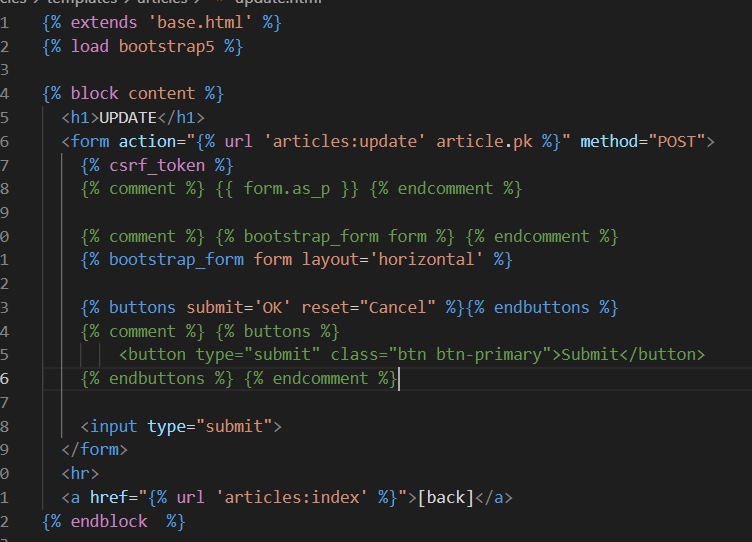 cles > templates > articles > update.html
1 {% extends 'base.html' %}
2 {% load bootstrap5 %}
3
4 {% block content %}
5 <h1>UPDATE</h1>
6 <form action="{% url 'articles:update' article.pk %}" method="POST">
7 {% csrf_token %}
8 {% comment %} {{ form.as_p }} {% endcomment %}
9
0 {% comment %} {% bootstrap_form form %} {% endcomment %}
1 {% bootstrap_form form layout='horizontal' %}
2
3 {% buttons submit='OK' reset="Cancel" %}{% endbuttons %}
4 {% comment %} {% buttons %}
5 <button type="submit" class="btn btn-primary">Submit</button>
6 {% endbuttons %} {% endcomment %}
7
8 <input type="submit">
9 </form>
0 <hr>
1 <a href="{% url 'articles:index' %}">[back]</a>
2 {% endblock  %}